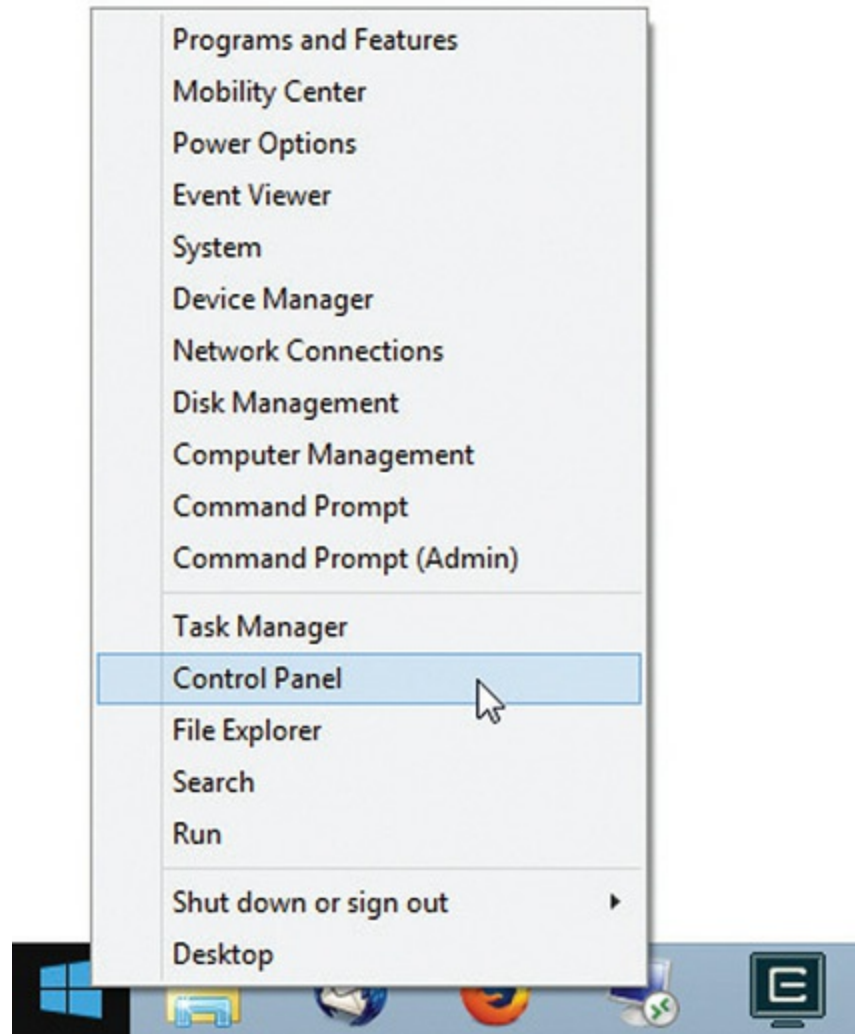 Programs and Features
Mobility Center
Power Options
Event Viewer
System
Device Manager
Network Connections
Disk Management
Computer Management
Command Prompt
Command Prompt (Admin)
Task Manager
Control Panel
File Explorer
Search
Run
Shut down or sign out
Desktop